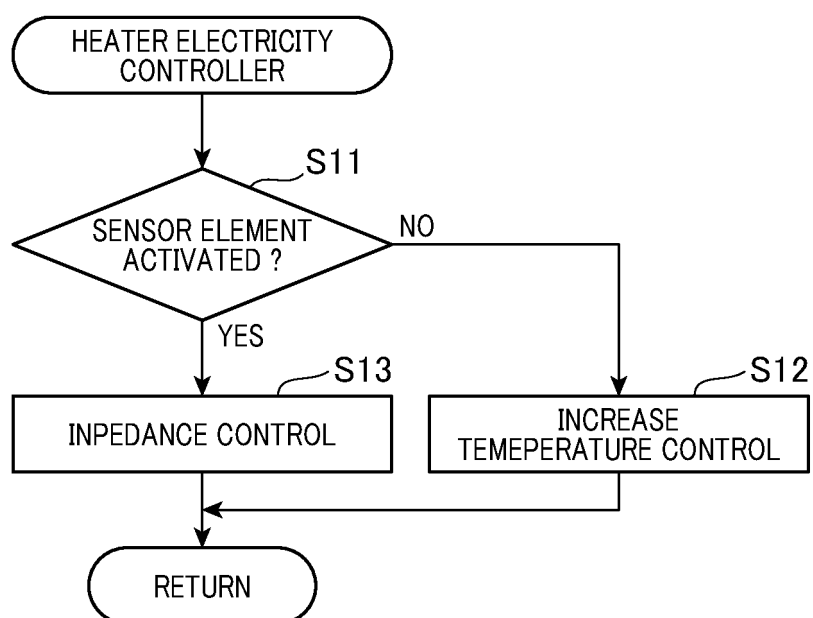 HEATER ELECTRICITY
CONTROLLER
S11
SENSOR ELEMENT
ACTIVATED ?
NO
YES
S13
INPEDANCE CONTROL
S12
INCREASE
TEMEPERATURE CONTROL
RETURN